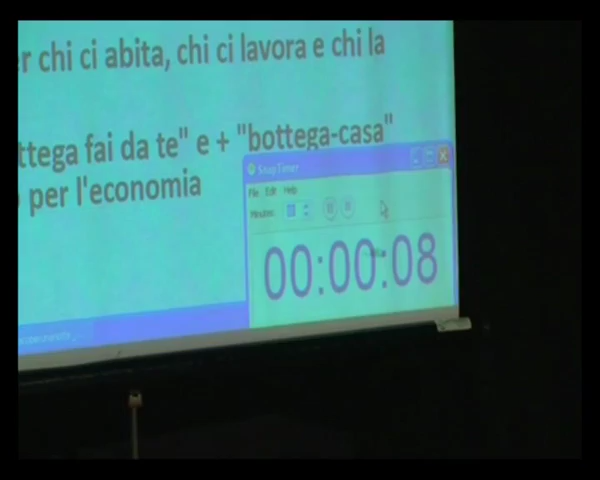 r chi ci abita, chi ci lavora e chi la
ttega fai da te" e + "bottega-casa"
per l'economia
SnapTimer
File Edit Help
Minutes:
00:00:08